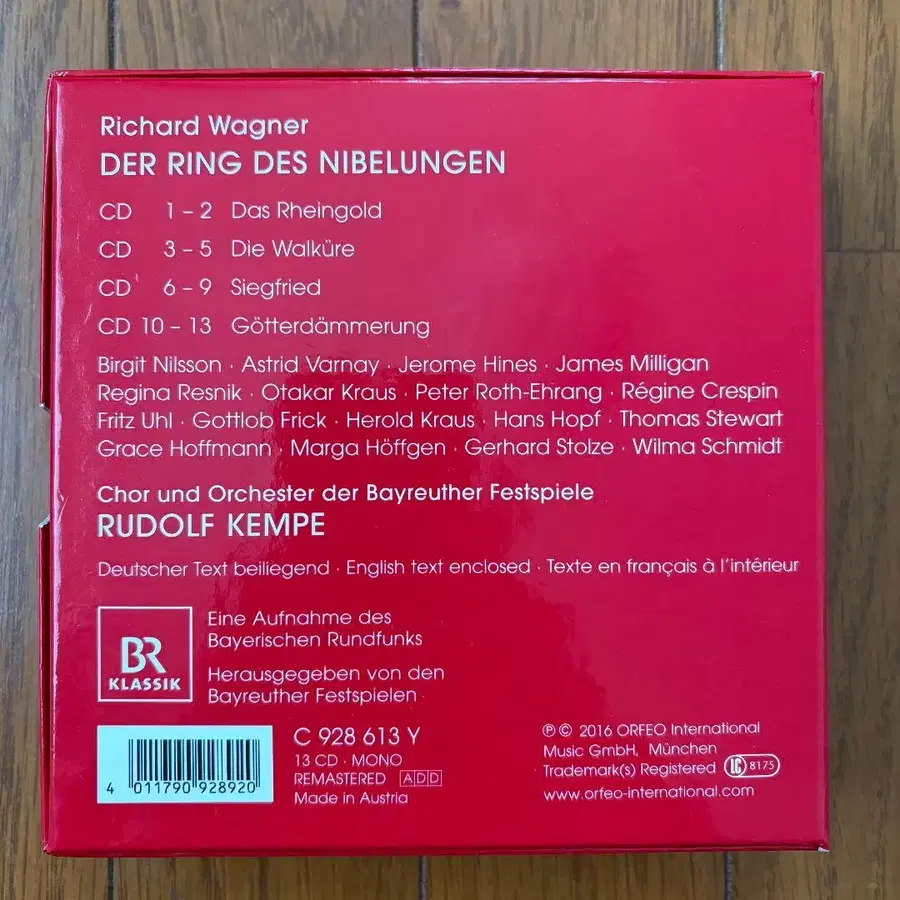 Richard Wagner
DER RING DES NIBELUNGEN
CD 1 – 2 Das Rheingold
CD 3 – 5 Die Walküre
CD 6 – 9 Siegfried
CD 10 – 13 Götterdämmerung
Birgit Nilsson · Astrid Varnay · Jerome Hines · James Milligan
Regina Resnik · Otakar Kraus · Peter Roth-Ehrang · Régine Crespin
Fritz Uhl · Gottlob Frick · Herold Kraus · Hans Hopf · Thomas Stewart
Grace Hoffmann · Marga Höffgen · Gerhard Stolze · Wilma Schmidt
Chor und Orchester der Bayreuther Festspiele
RUDOLF KEMPE
Deutscher Text beiliegend · English text enclosed · Texte en français à l'intérieur
BR
KLASSIK
Eine Aufnahme des
Bayerischen Rundfunks
Herausgegeben von den
Bayreuther Festspielen
4 011790 928920
C 928 613 Y
13 CD · MONO
REMASTERED ADD
Made in Austria
℗ © 2016 ORFEO International
Music GmbH, München
Trademark(s) Registered LC 8175
www.orfeo-international.com